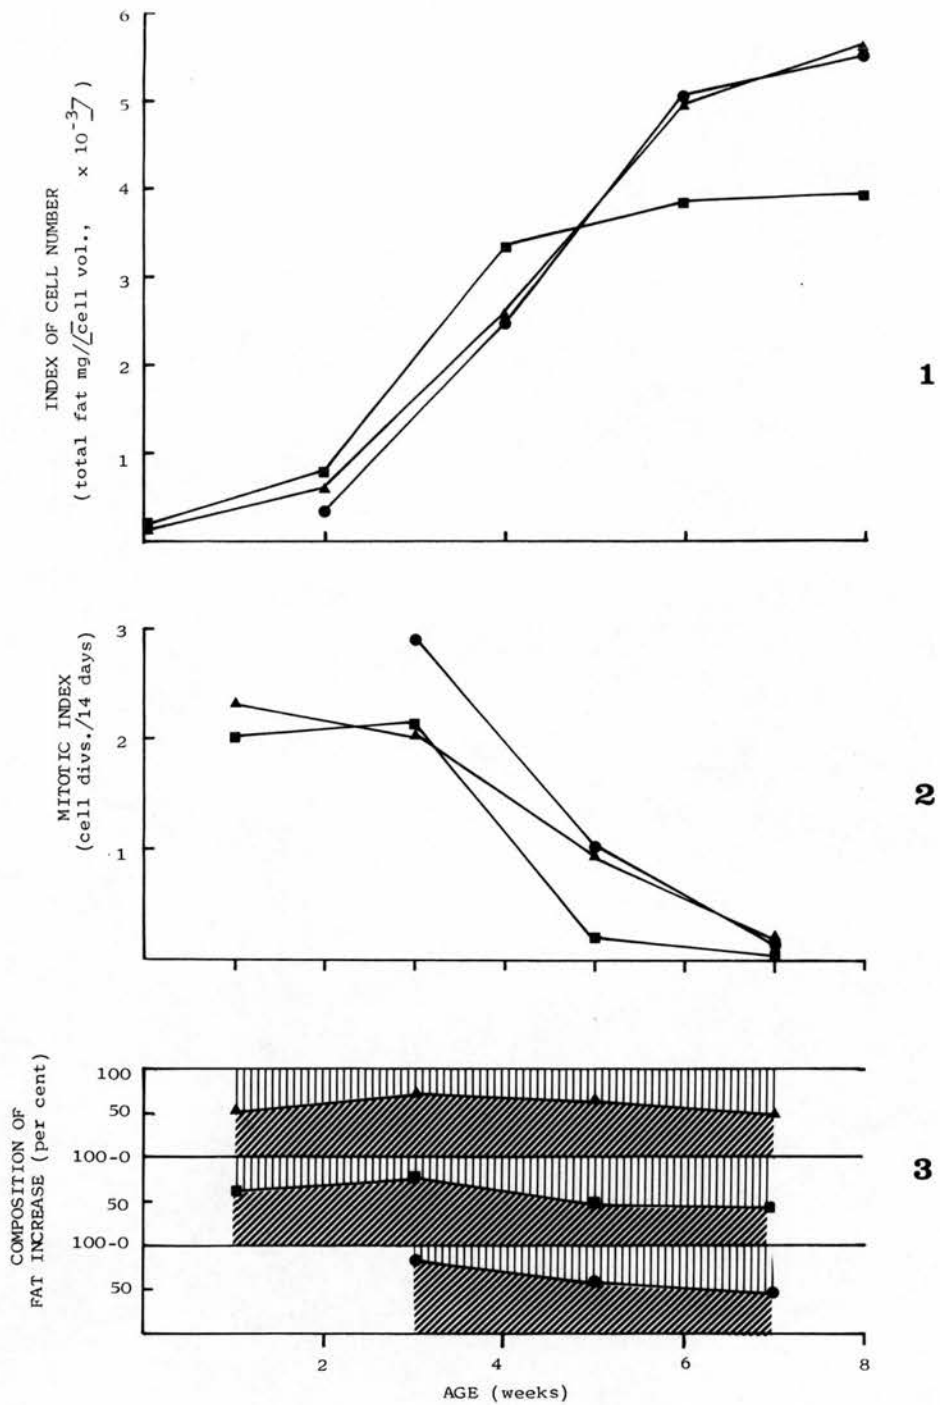 6
5
4
3
2
1
INDEX OF CELL NUMBER
(total fat mg/[cell vol., x 10⁻³])
1
3
2
1
MITOTIC INDEX
(cell divs./14 days)
2
100
50
100-0
50
100-0
50
COMPOSITION OF
FAT INCREASE (per cent)
3
2 4 6 8
AGE (weeks)